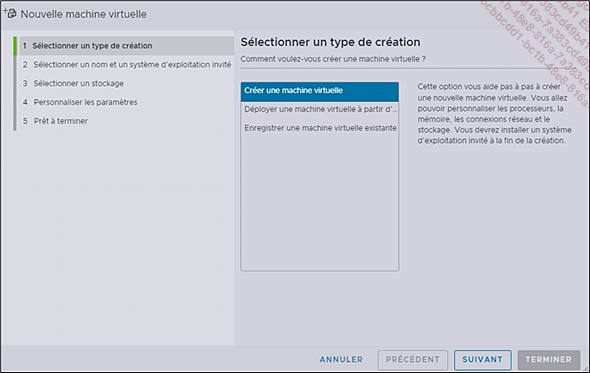 Nouvelle machine virtuelle
1 Sélectionner un type de création
2 Sélectionner un nom et un système d'exploitation invité
3 Sélectionner un stockage
4 Personnaliser les paramètres
5 Prêt à terminer
Sélectionner un type de création
Comment voulez-vous créer une machine virtuelle ?
Créer une machine virtuelle
Déployer une machine virtuelle à partir d'...
Enregistrer une machine virtuelle existante
Cette option vous aide pas à pas à créer
une nouvelle machine virtuelle. Vous allez
pouvoir personnaliser les processeurs, la
mémoire, les connexions réseau et le
stockage. Vous devrez installer un système
d'exploitation invité à la fin de la création.
ANNULER
PRÉCÉDENT
SUIVANT
TERMINER